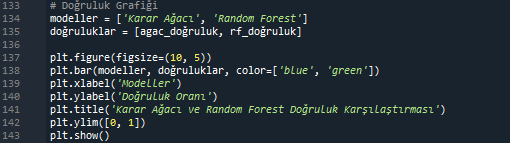 133 # Doğruluk Grafiği
134 modeller = ['Karar Ağacı', 'Random Forest']
135 doğruluklar = [agac_doğruluk, rf_doğruluk]
136
137 plt.figure(figsize=(10, 5))
138 plt.bar(modeller, doğruluklar, color=['blue', 'green'])
139 plt.xlabel('Modeller')
140 plt.ylabel('Doğruluk Oranı')
141 plt.title('Karar Ağacı ve Random Forest Doğruluk Karşılaştırması')
142 plt.ylim([0, 1])
143 plt.show()